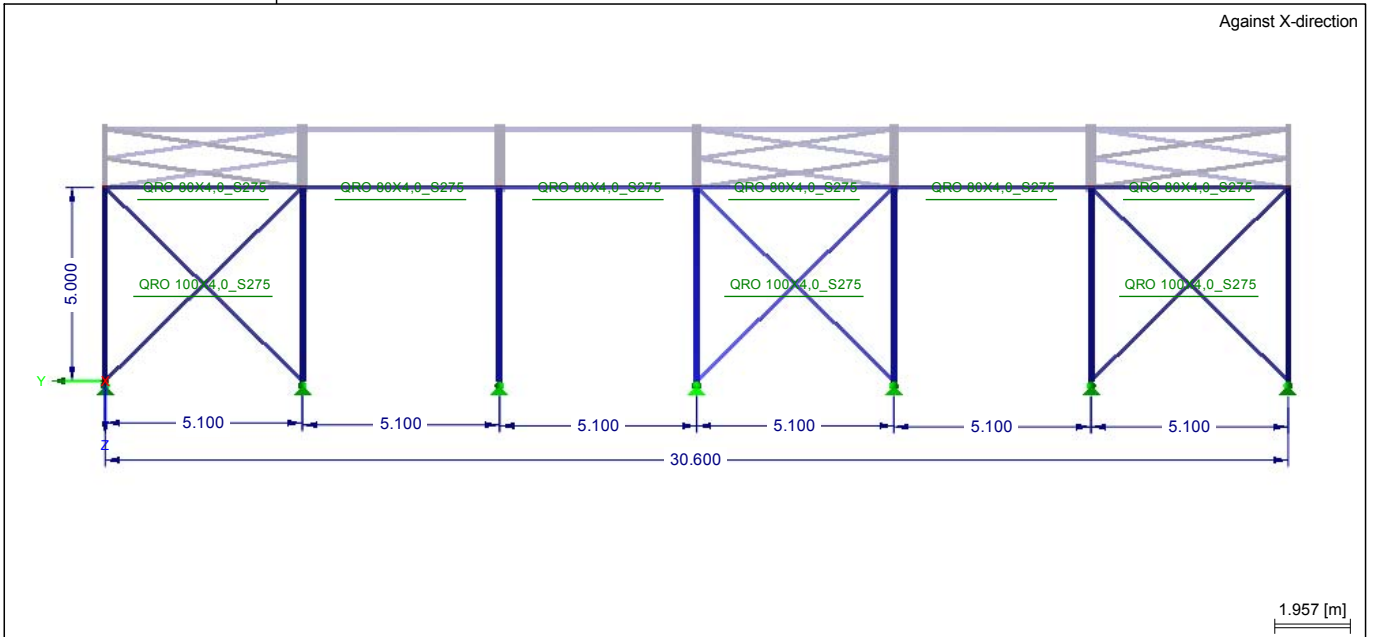 Against X-direction
QRO 80X4,0_S275 QRO 80X4,0_S275 QRO 80X4,0_S275 QRO 80X4,0_S275 QRO 80X4,0_S275 QRO 80X4,0_S275
5.000
QRO 100X4,0_S275 QRO 100X4,0_S275 QRO 100X4,0_S275
Y X
5.100 5.100 5.100 5.100 5.100 5.100
Z
30.600
1.957 [m]